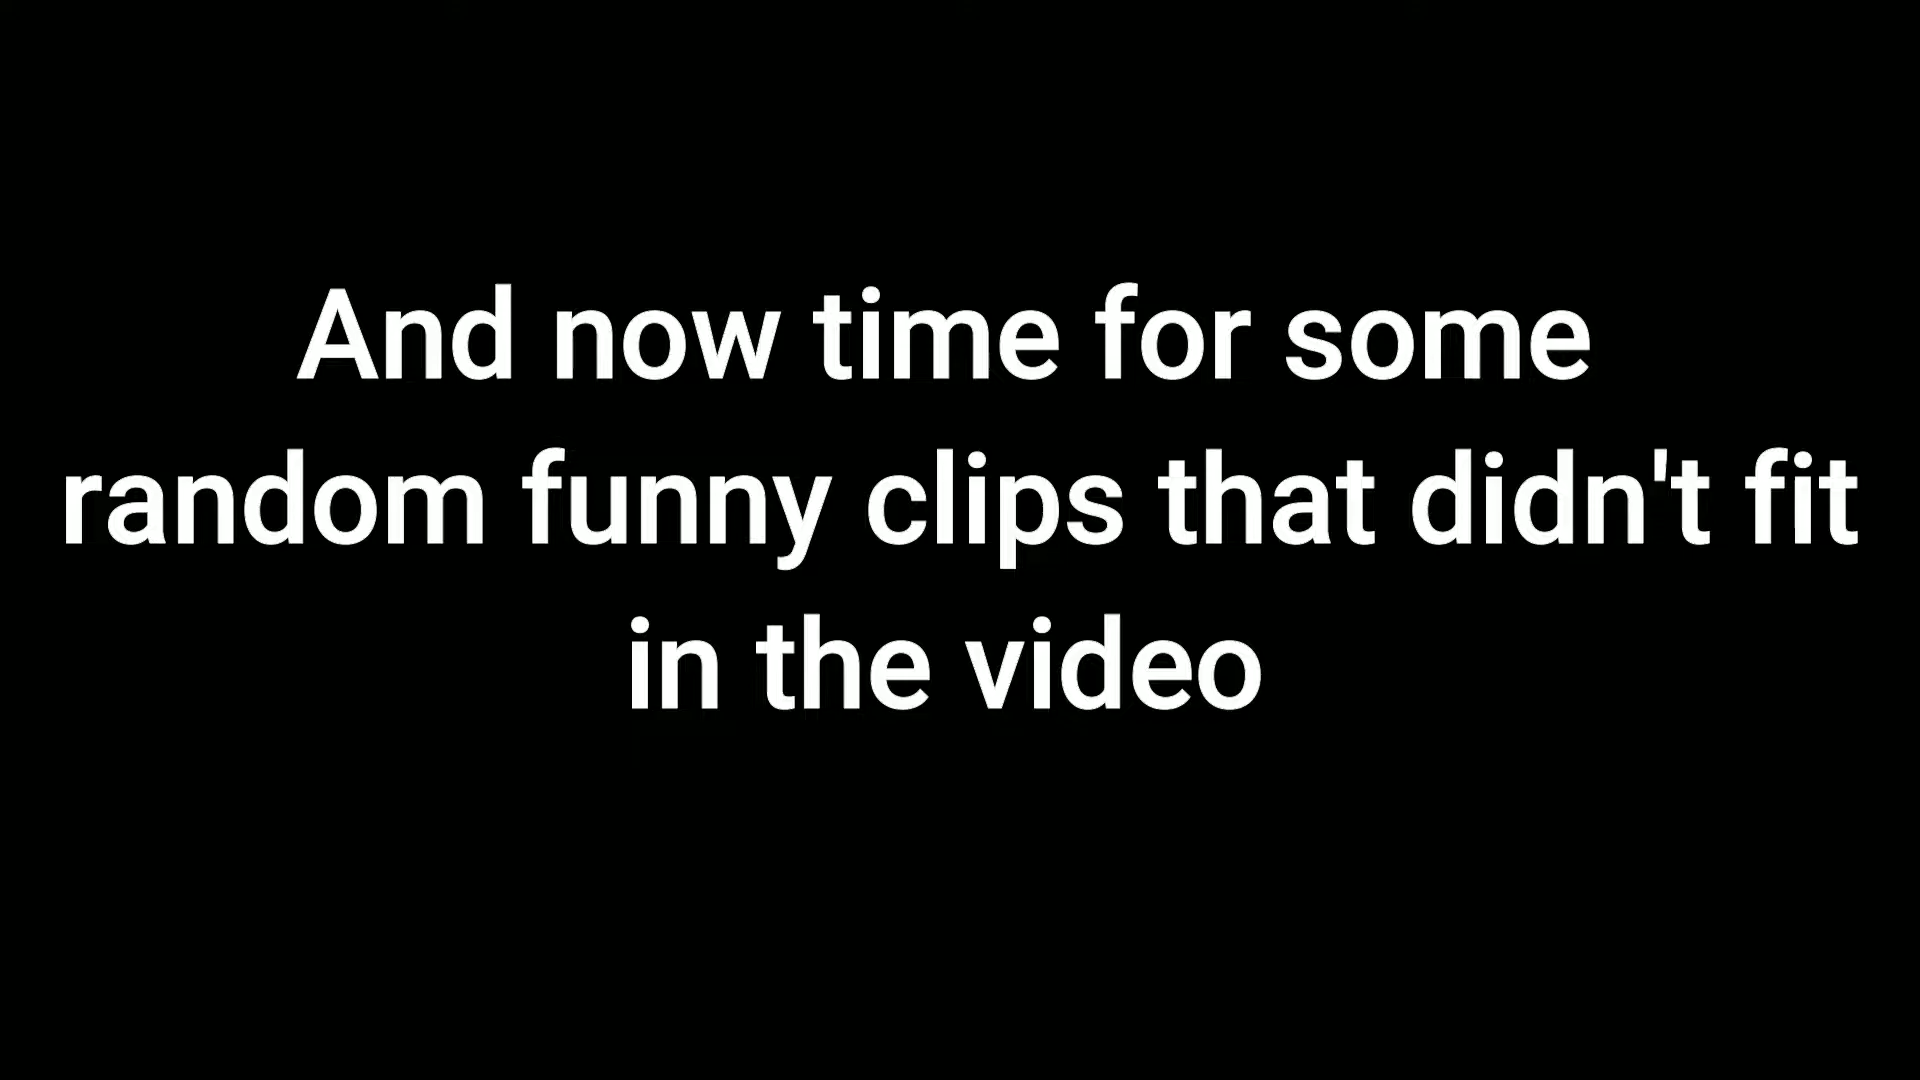 And now time for some
random funny clips that didn't fit
in the video